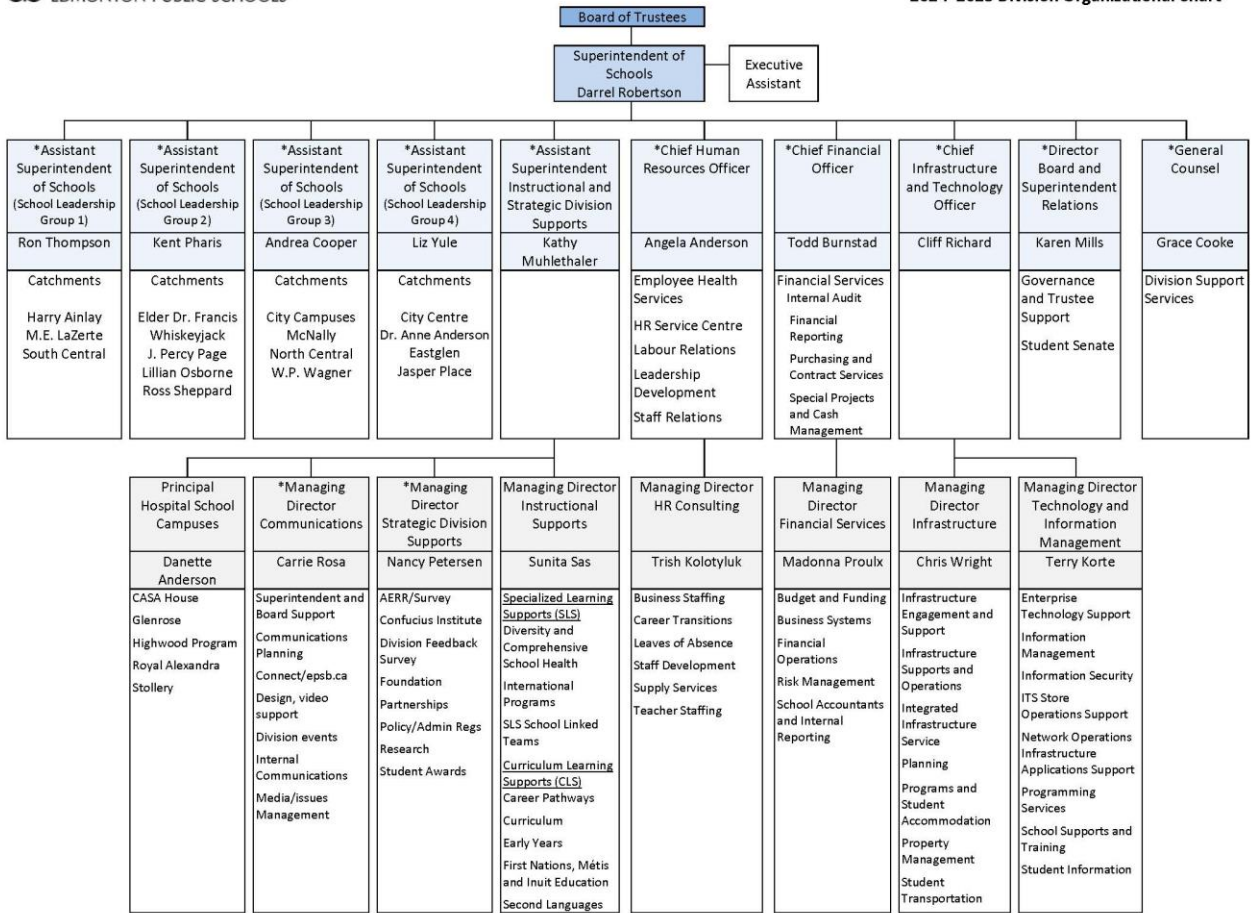 EDMONTON PUBLIC SCHOOLS
2024-2025 Division Organizational Chart
Board of Trustees
Superintendent of
Schools
Darrel Robertson
Executive
Assistant
*Assistant
Superintendent
of Schools
(School Leadership
Group 1)
Ron Thompson
Catchments
Harry Ainlay
M.E. LaZerte
South Central
*Assistant
Superintendent
of Schools
(School Leadership
Group 2)
Kent Pharis
Catchments
Elder Dr. Francis
Whiskeyjack
J. Percy Page
Lillian Osborne
Ross Sheppard
*Assistant
Superintendent
of Schools
(School Leadership
Group 3)
Andrea Cooper
Catchments
City Campuses
McNally
North Central
W.P. Wagner
*Assistant
Superintendent
of Schools
(School Leadership
Group 4)
Liz Yule
Catchments
City Centre
Dr. Anne Anderson
Eastglen
Jasper Place
*Assistant
Superintendent
Instructional and
Strategic Division
Supports
Kathy
Muhlethaler
*Chief Human
Resources Officer
Angela Anderson
Employee Health
Services
HR Service Centre
Labour Relations
Leadership
Development
Staff Relations
*Chief Financial
Officer
Todd Burnstad
Financial Services
Internal Audit
Financial
Reporting
Purchasing and
Contract Services
Special Projects
and Cash
Management
*Chief
Infrastructure
and Technology
Officer
Cliff Richard
*Director
Board and
Superintendent
Relations
Karen Mills
Governance
and Trustee
Support
Student Senate
*General
Counsel
Grace Cooke
Division Support
Services
Principal
Hospital School
Campuses
Danette
Anderson
CASA House
Glenrose
Highwood Program
Royal Alexandra
Stollery
*Managing
Director
Communications
Carrie Rosa
Superintendent and
Board Support
Communications
Planning
Connect/epsb.ca
Design, video
support
Division events
Internal
Communications
Media/issues
Management
*Managing
Director
Strategic Division
Supports
Nancy Petersen
AERR/Survey
Confucius Institute
Division Feedback
Survey
Foundation
Partnerships
Policy/Admin Regs
Research
Student Awards
Managing Director
Instructional
Supports
Sunita Sas
Specialized Learning
Supports (SLS)
Diversity and
Comprehensive
School Health
International
Programs
SLS School Linked
Teams
Curriculum Learning
Supports (CLS)
Career Pathways
Curriculum
Early Years
First Nations, Métis
and Inuit Education
Second Languages
Managing Director
HR Consulting
Trish Kolotyluk
Business Staffing
Career Transitions
Leaves of Absence
Staff Development
Supply Services
Teacher Staffing
Managing
Director
Financial Services
Madonna Proulx
Budget and Funding
Business Systems
Financial
Operations
Risk Management
School Accountants
and Internal
Reporting
Managing
Director
Infrastructure
Chris Wright
Infrastructure
Engagement and
Support
Infrastructure
Supports and
Operations
Integrated
Infrastructure
Service
Planning
Programs and
Student
Accommodation
Property
Management
Student
Transportation
Managing Director
Technology and
Information
Management
Terry Korte
Enterprise
Technology Support
Information
Management
Information Security
ITS Store
Operations Support
Network Operations
Infrastructure
Applications Support
Programming
Services
School Supports and
Training
Student Information